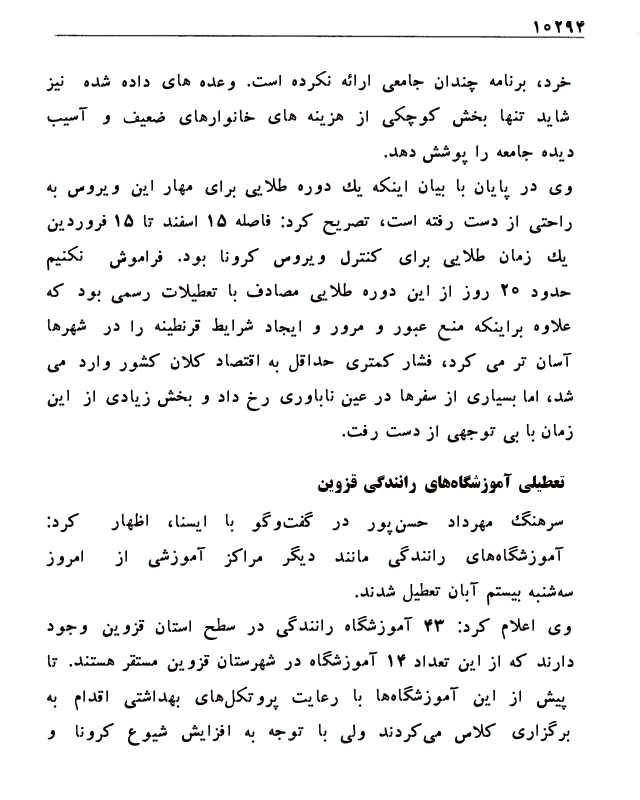 ۱۰۲۹۴
خرد، برنامه چندان جامعی ارائه نکرده است. وعده های داده شده نیز
شاید تنها بخش کوچکی از هزینه های خانوارهای ضعیف و آسیب
دیده جامعه را پوشش دهد.
وی در پایان با بیان اینکه یك دوره طلایی برای مهار این ویروس به
راحتی از دست رفته است، تصریح کرد: فاصله ۱۵ اسفند تا ۱۵ فروردین
یك زمان طلایی برای کنترل ویروس کرونا بود. فراموش نکنیم
حدود ۲۰ روز از این دوره طلایی مصادف با تعطیلات رسمی بود که
علاوه براینکه منع عبور و مرور و ایجاد شرایط قرنطینه را در شهرها
آسان تر می کرد، فشار کمتری حداقل به اقتصاد کلان کشور وارد می
شد، اما بسیاری از سفرها در عین ناباوری رخ داد و بخش زیادی از این
زمان با بی توجهی از دست رفت.
تعطیلی آموزشگاه‌های رانندگی قزوین
سرهنگ مهرداد حسن‌پور در گفت‌وگو با ایسنا، اظهار کرد:
آموزشگاه‌های رانندگی مانند دیگر مراکز آموزشی از امروز
سه‌شنبه بیستم آبان تعطیل شدند.
وی اعلام کرد: ۴۳ آموزشگاه رانندگی در سطح استان قزوین وجود
دارند که از این تعداد ۱۴ آموزشگاه در شهرستان قزوین مستقر هستند. تا
پیش از این آموزشگاه‌ها با رعایت پروتکل‌های بهداشتی اقدام به
برگزاری کلاس می‌کردند ولی با توجه به افزایش شیوع کرونا و